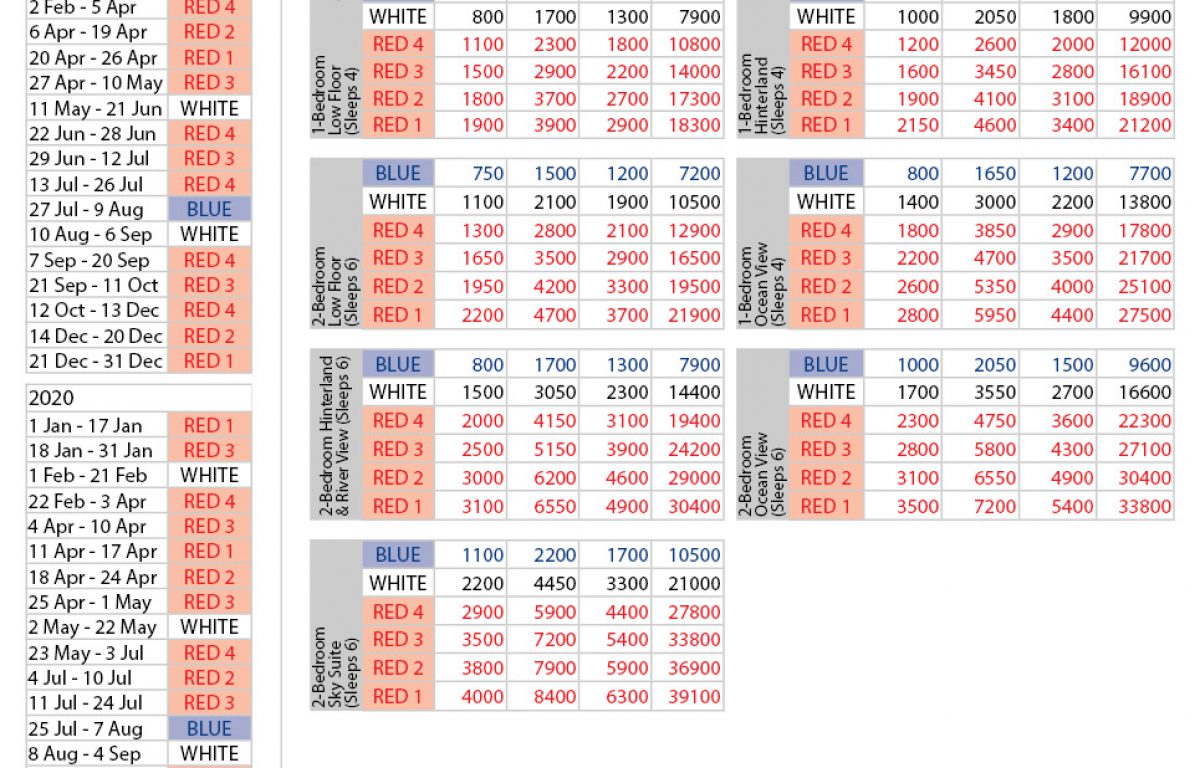 2 Feb - 5 Apr RED 4
6 Apr - 19 Apr RED 2
20 Apr - 26 Apr RED 1
27 Apr - 10 May RED 3
11 May - 21 Jun WHITE
22 Jun - 28 Jun RED 4
29 Jun - 12 Jul RED 3
13 Jul - 26 Jul RED 4
27 Jul - 9 Aug BLUE
10 Aug - 6 Sep WHITE
7 Sep - 20 Sep RED 4
21 Sep - 11 Oct RED 3
12 Oct - 13 Dec RED 4
14 Dec - 20 Dec RED 2
21 Dec - 31 Dec RED 1
2020
1 Jan - 17 Jan RED 1
18 Jan - 31 Jan RED 3
1 Feb - 21 Feb WHITE
22 Feb - 3 Apr RED 4
4 Apr - 10 Apr RED 3
11 Apr - 17 Apr RED 1
18 Apr - 24 Apr RED 2
25 Apr - 1 May RED 3
2 May - 22 May WHITE
23 May - 3 Jul RED 4
4 Jul - 10 Jul RED 2
11 Jul - 24 Jul RED 3
25 Jul - 7 Aug BLUE
8 Aug - 4 Sep WHITE
1-Bedroom
Low Floor
(Sleeps 4)
WHITE 800 1700 1300 7900
RED 4 1100 2300 1800 10800
RED 3 1500 2900 2200 14000
RED 2 1800 3700 2700 17300
RED 1 1900 3900 2900 18300
2-Bedroom
Low Floor
(Sleeps 6)
BLUE 750 1500 1200 7200
WHITE 1100 2100 1900 10500
RED 4 1300 2800 2100 12900
RED 3 1650 3500 2900 16500
RED 2 1950 4200 3300 19500
RED 1 2200 4700 3700 21900
2-Bedroom Hinterland
& River View (Sleeps 6)
BLUE 800 1700 1300 7900
WHITE 1500 3050 2300 14400
RED 4 2000 4150 3100 19400
RED 3 2500 5150 3900 24200
RED 2 3000 6200 4600 29000
RED 1 3100 6550 4900 30400
2-Bedroom
Sky Suite
(Sleeps 6)
BLUE 1100 2200 1700 10500
WHITE 2200 4450 3300 21000
RED 4 2900 5900 4400 27800
RED 3 3500 7200 5400 33800
RED 2 3800 7900 5900 36900
RED 1 4000 8400 6300 39100
1-Bedroom
Hinterland
(Sleeps 4)
WHITE 1000 2050 1800 9900
RED 4 1200 2600 2000 12000
RED 3 1600 3450 2800 16100
RED 2 1900 4100 3100 18900
RED 1 2150 4600 3400 21200
1-Bedroom
Ocean View
(Sleeps 4)
BLUE 800 1650 1200 7700
WHITE 1400 3000 2200 13800
RED 4 1800 3850 2900 17800
RED 3 2200 4700 3500 21700
RED 2 2600 5350 4000 25100
RED 1 2800 5950 4400 27500
2-Bedroom
Ocean View
(Sleeps 6)
BLUE 1000 2050 1500 9600
WHITE 1700 3550 2700 16600
RED 4 2300 4750 3600 22300
RED 3 2800 5800 4300 27100
RED 2 3100 6550 4900 30400
RED 1 3500 7200 5400 33800